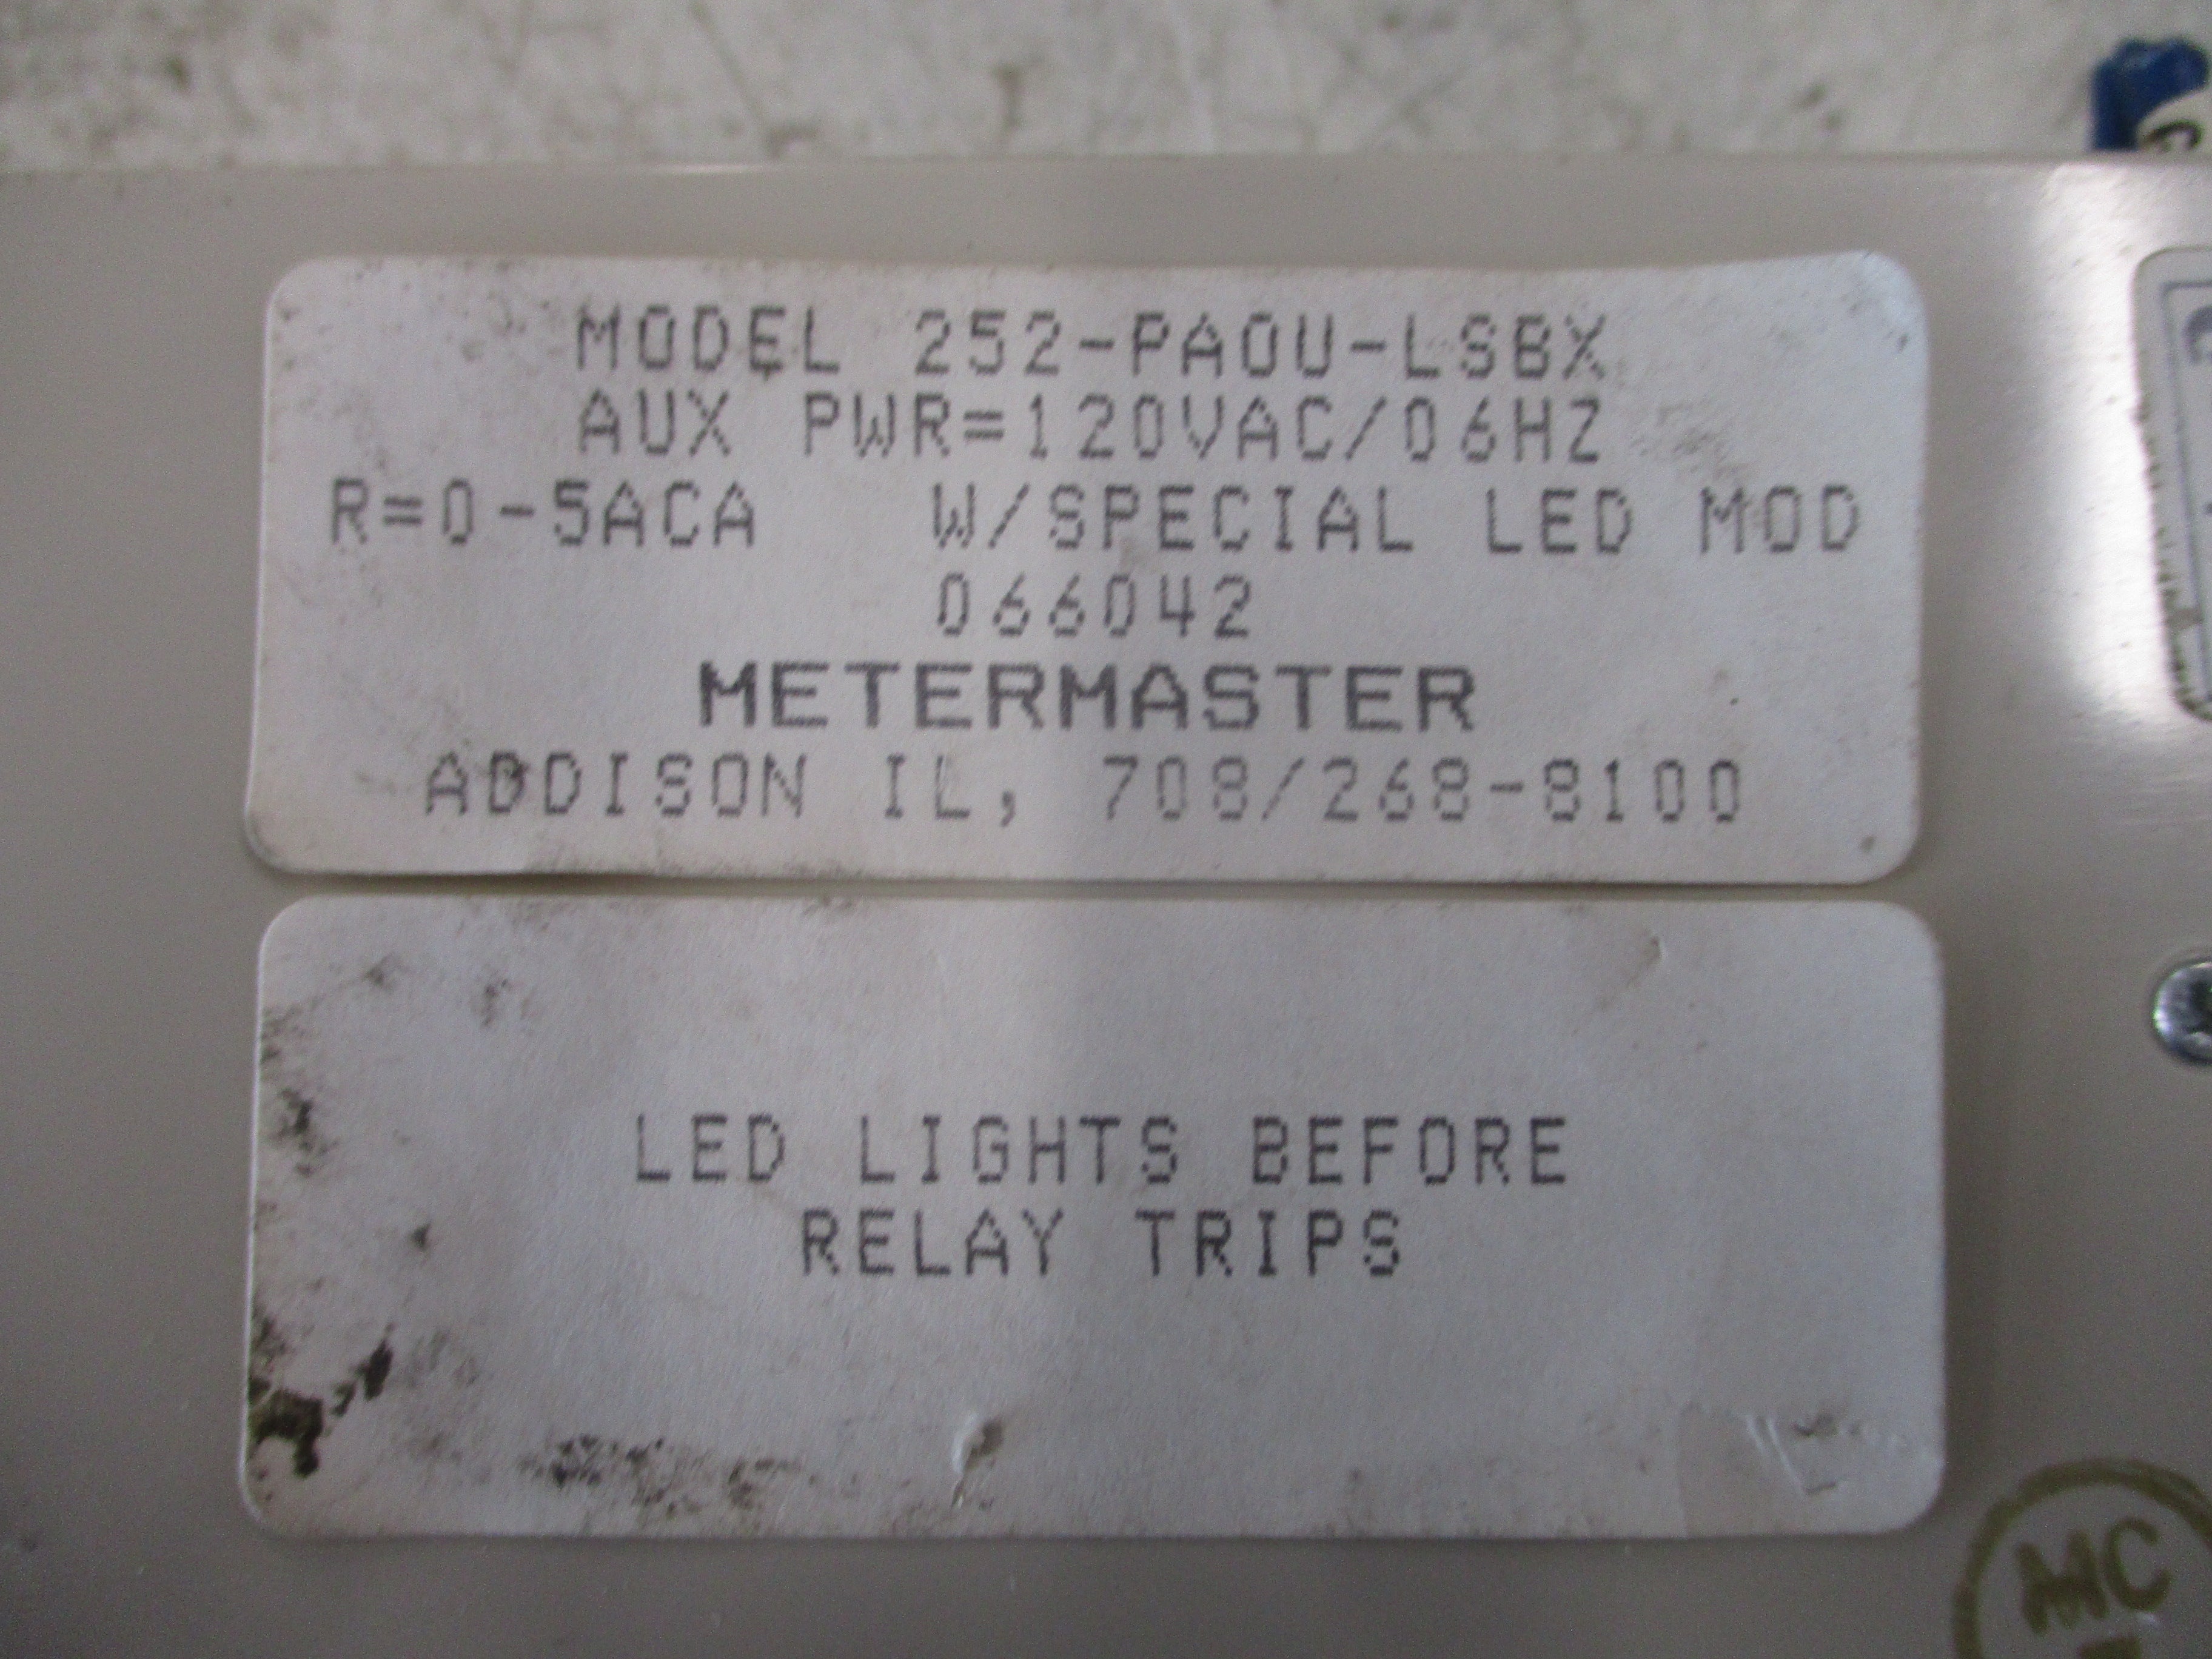 MODEL 252-PAOU-LSBX
AUX PWR=120VAC/06HZ
R=0-5ACA W/SPECIAL LED MOD
066042
METERMASTER
ADDISON IL, 708/268-8100
LED LIGHTS BEFORE
RELAY TRIPS
MC